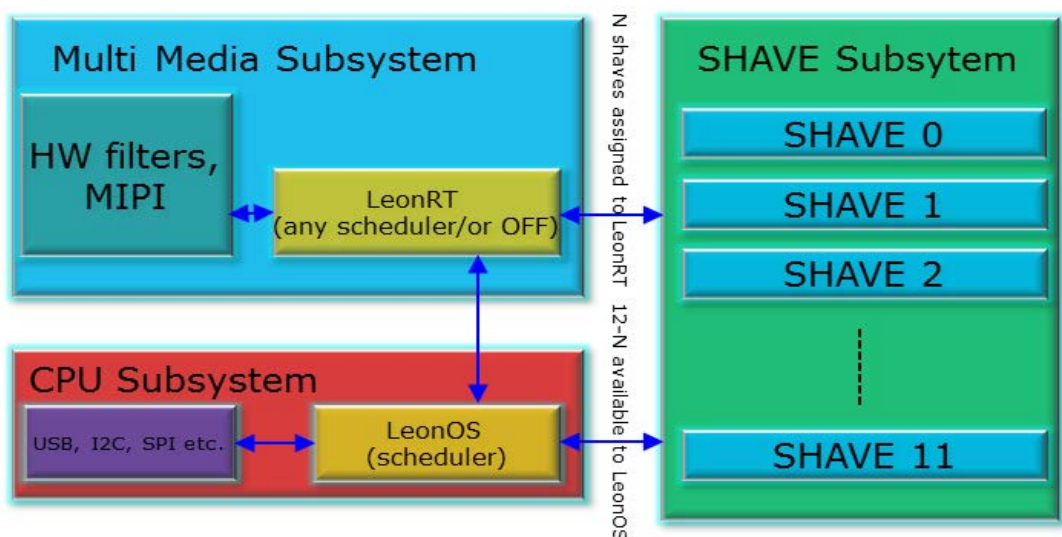 Multi Media Subsystem
HW filters,
MIPI
LeonRT
(any scheduler/or OFF)
CPU Subsystem
USB, I2C, SPI etc.
LeonOS
(scheduler)
N shaves assigned to LeonRT 12-N available to LeonOS
SHAVE Subsytem
SHAVE 0
SHAVE 1
SHAVE 2
SHAVE 11